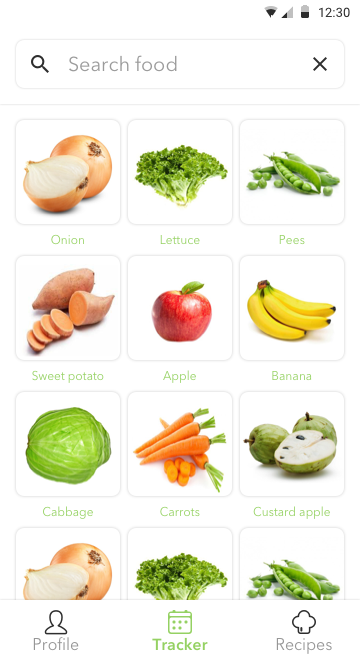 12:30
Search food
Onion
Lettuce
Pees
Sweet potato
Apple
Banana
Cabbage
Carrots
Custard apple
Profile
Tracker
Recipes